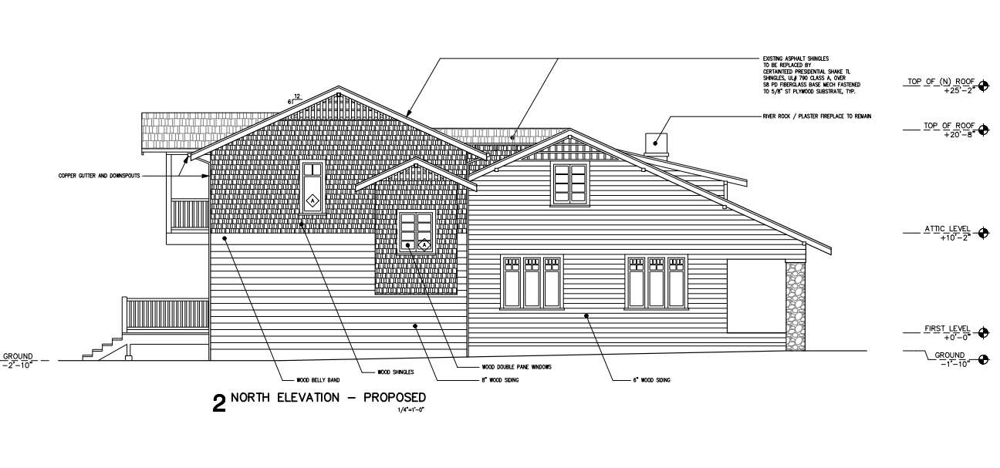 EXISTING ASPHALT SHINGLES
TO BE REPLACED BY
CERTAINTEED PRESIDENTIAL SHAKE TL
SHINGLES, UL# 790 CLASS A, OVER
58 PD FIBERGLASS BASE MECH FASTENED
TO 5/8" ST PLYWOOD SUBSTRATE, TYP.
TOP OF (N) ROOF
+25'-2"
12
6
RIVER ROCK / PLASTER FIREPLACE TO REMAIN
TOP OF ROOF
+20'-8"
COPPER GUTTER AND DOWNSPOUTS
A
A
ATTIC LEVEL
+10'-2"
FIRST LEVEL
+0'-0"
GROUND
-2'-10"
GROUND
-1'-10"
WOOD DOUBLE PANE WINDOWS
WOOD SHINGLES
WOOD BELLY BAND
8" WOOD SIDING
6" WOOD SIDING
2 NORTH ELEVATION - PROPOSED
1/4"=1'-0"